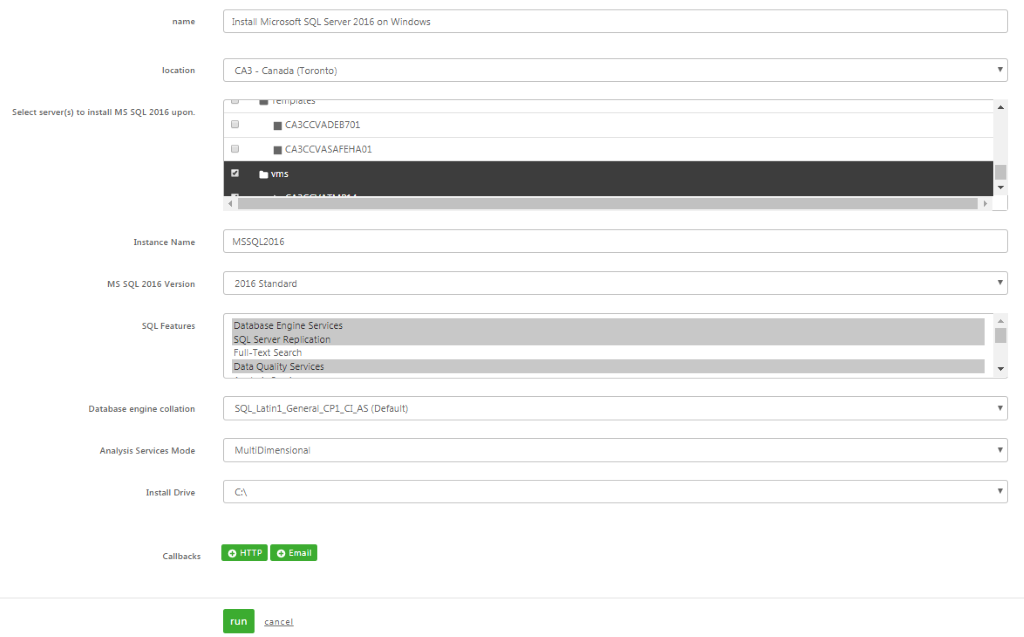 name
Install Microsoft SQL Server 2016 on Windows
location
CA3 - Canada (Toronto)
Select server(s) to install MS SQL 2016 upon.
Templates
CA3CCVADEB701
CA3CCVASAFEHA01
vms
Instance Name
MSSQL2016
MS SQL 2016 Version
2016 Standard
SQL Features
Database Engine Services
SQL Server Replication
Full-Text Search
Data Quality Services
Database engine collation
SQL_Latin1_General_CP1_CI_AS (Default)
Analysis Services Mode
MultiDimensional
Install Drive
C:\
Callbacks
HTTP Email
run cancel